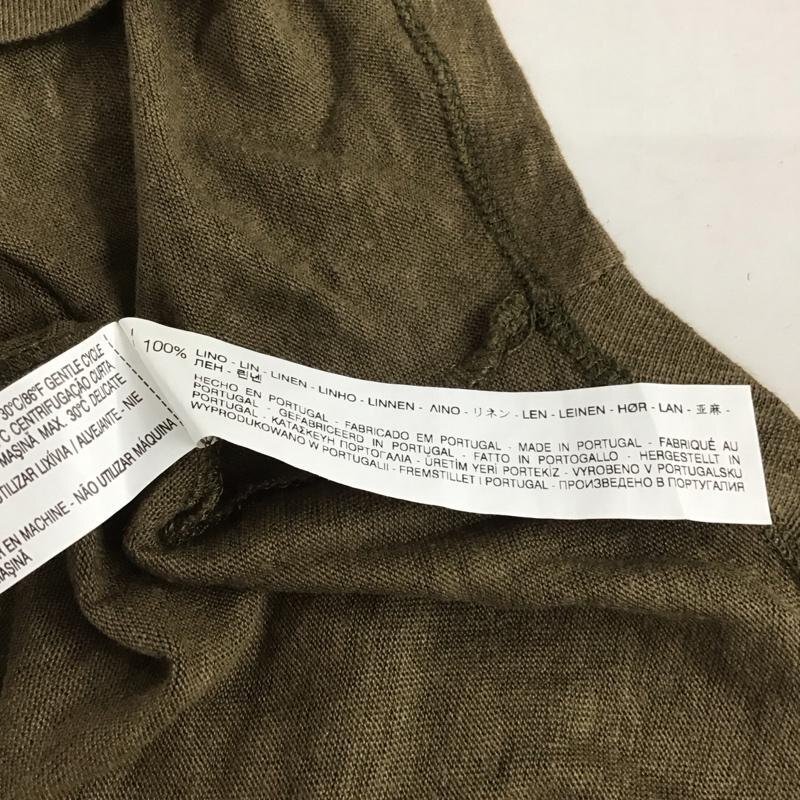 30°C/86°F GENTLE CYCLE
°C CENTRIFUGAÇÃO CURTA
MAŞINĂ MAX. 30°C DELICATE
UTILIZAR LIXÍVIA / ALVEJANTE - NIE
EN MACHINE - NÃO UTILIZAR MÁQUINA
MAŞINĂ
100% LINO - LIN - LINEN - LINHO - LINNEN - ΛΙΝΟ - リネン - LEN - LEINEN - HØR - LAN - 亚麻 -
ЛЕН - 린넨
HECHO EN PORTUGAL - FABRICADO EM PORTUGAL - MADE IN PORTUGAL - FABRIQUÉ AU
PORTUGAL - GEFABRICEERD IN PORTUGAL - FATTO IN PORTOGALLO - HERGESTELLT IN
PORTUGAL - ΚΑΤΑΣΚΕΥΗ ΠΟΡΤΟΓΑΛΙΑ - ÜRETİM YERİ PORTEKİZ - VYROBENO V PORTUGALSKU
WYPRODUKOWANO W PORTUGALII - FREMSTILLET I PORTUGAL - ПРОИЗВЕДЕНО В ПОРТУГАЛИЯ